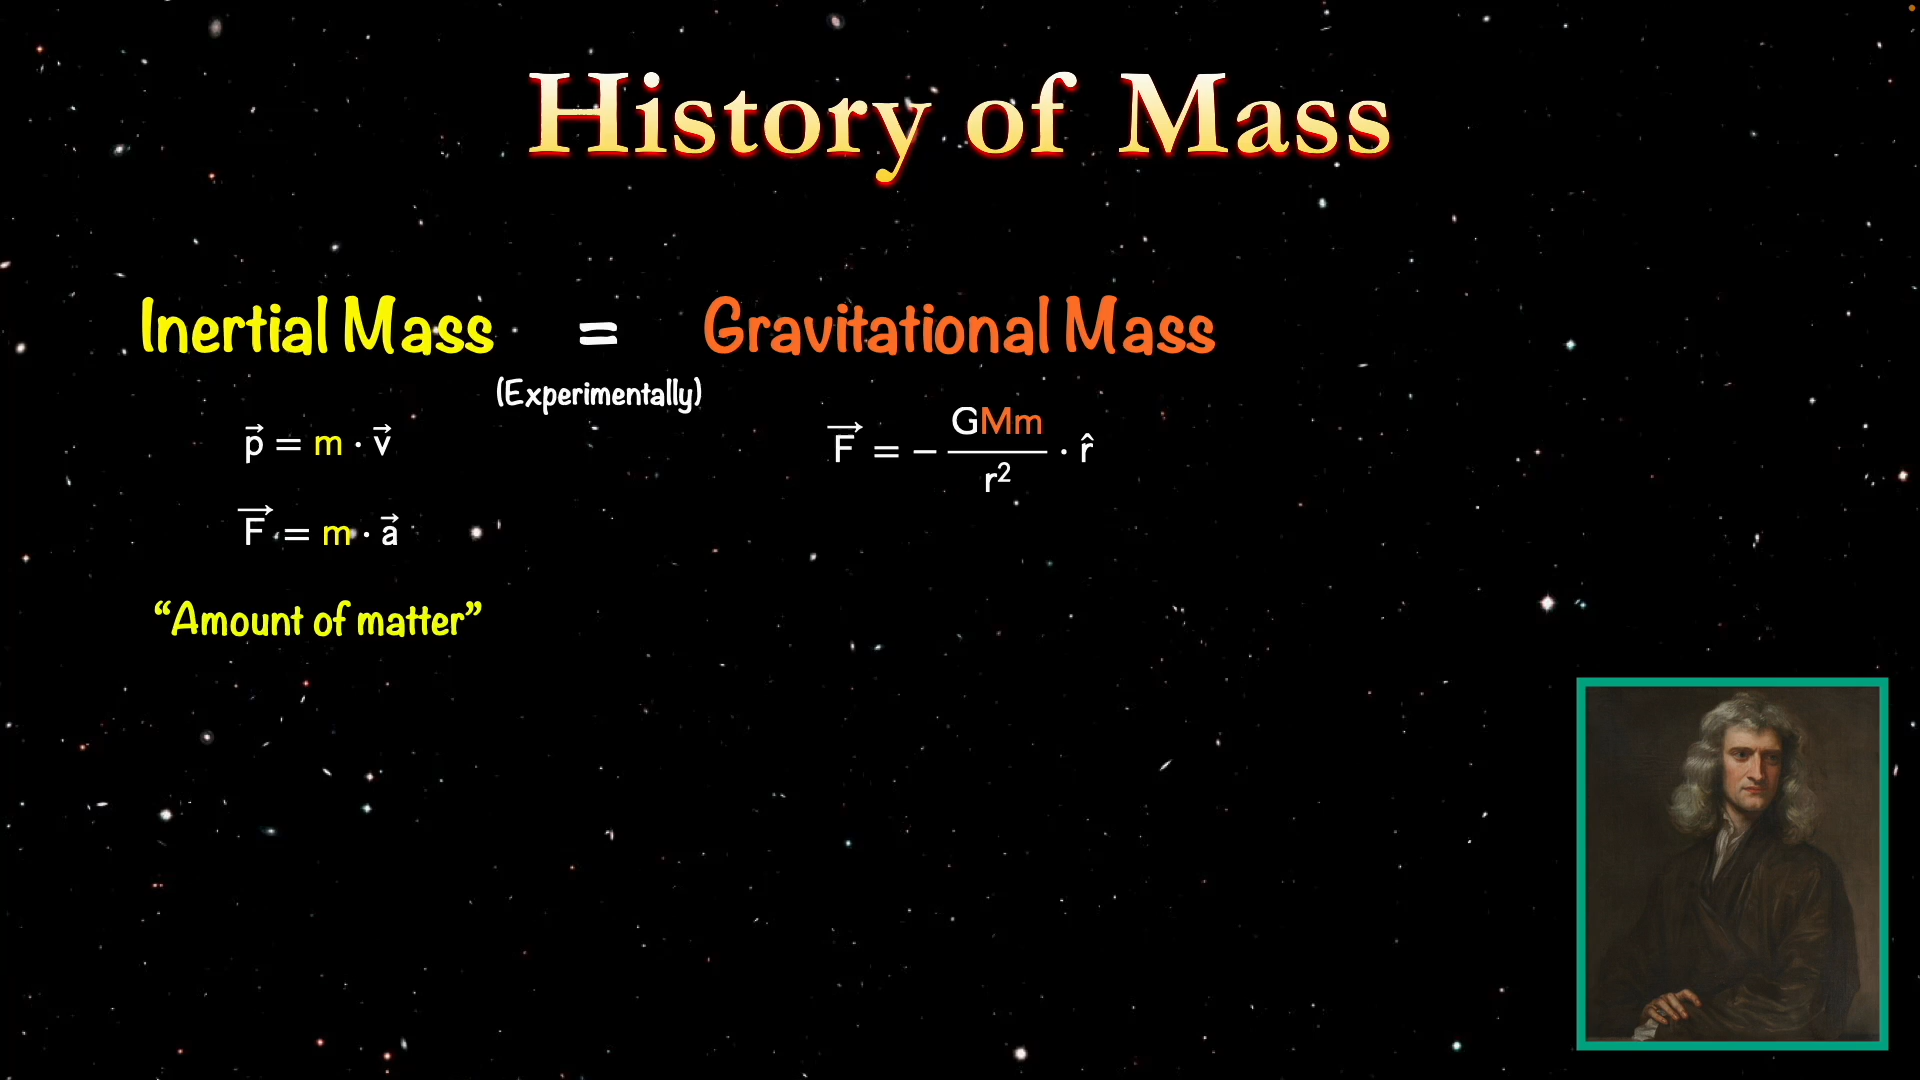 History of Mass
Inertial Mass = Gravitational Mass
(Experimentally)
p⃗ = m · v⃗
F⃗ = − GMm / r² · r̂
F⃗ = m · a⃗
“Amount of matter”